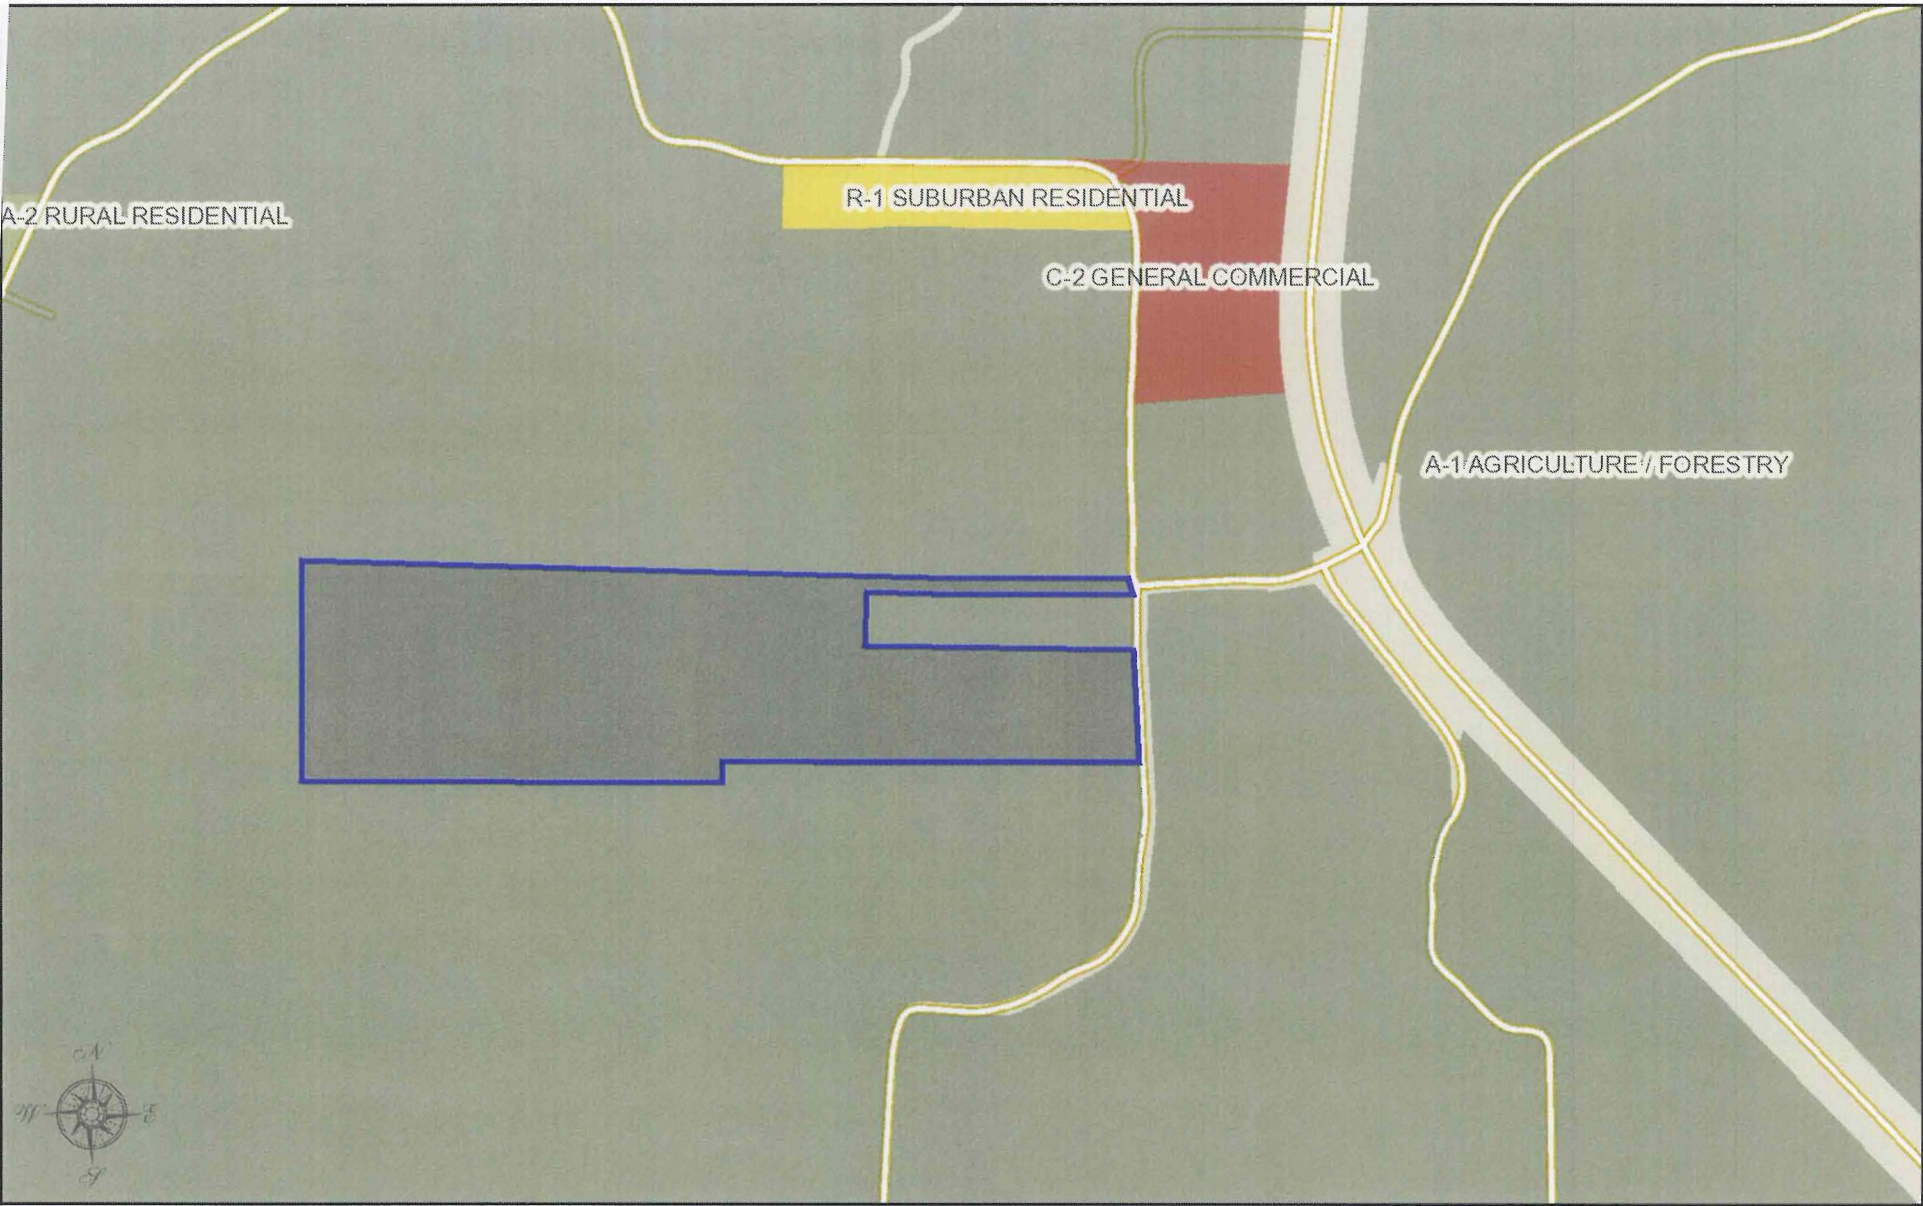 R-1 SUBURBAN RESIDENTIAL
A-2 RURAL RESIDENTIAL
C-2 GENERAL COMMERCIAL
A-1 AGRICULTURE / FORESTRY
N
W E
S